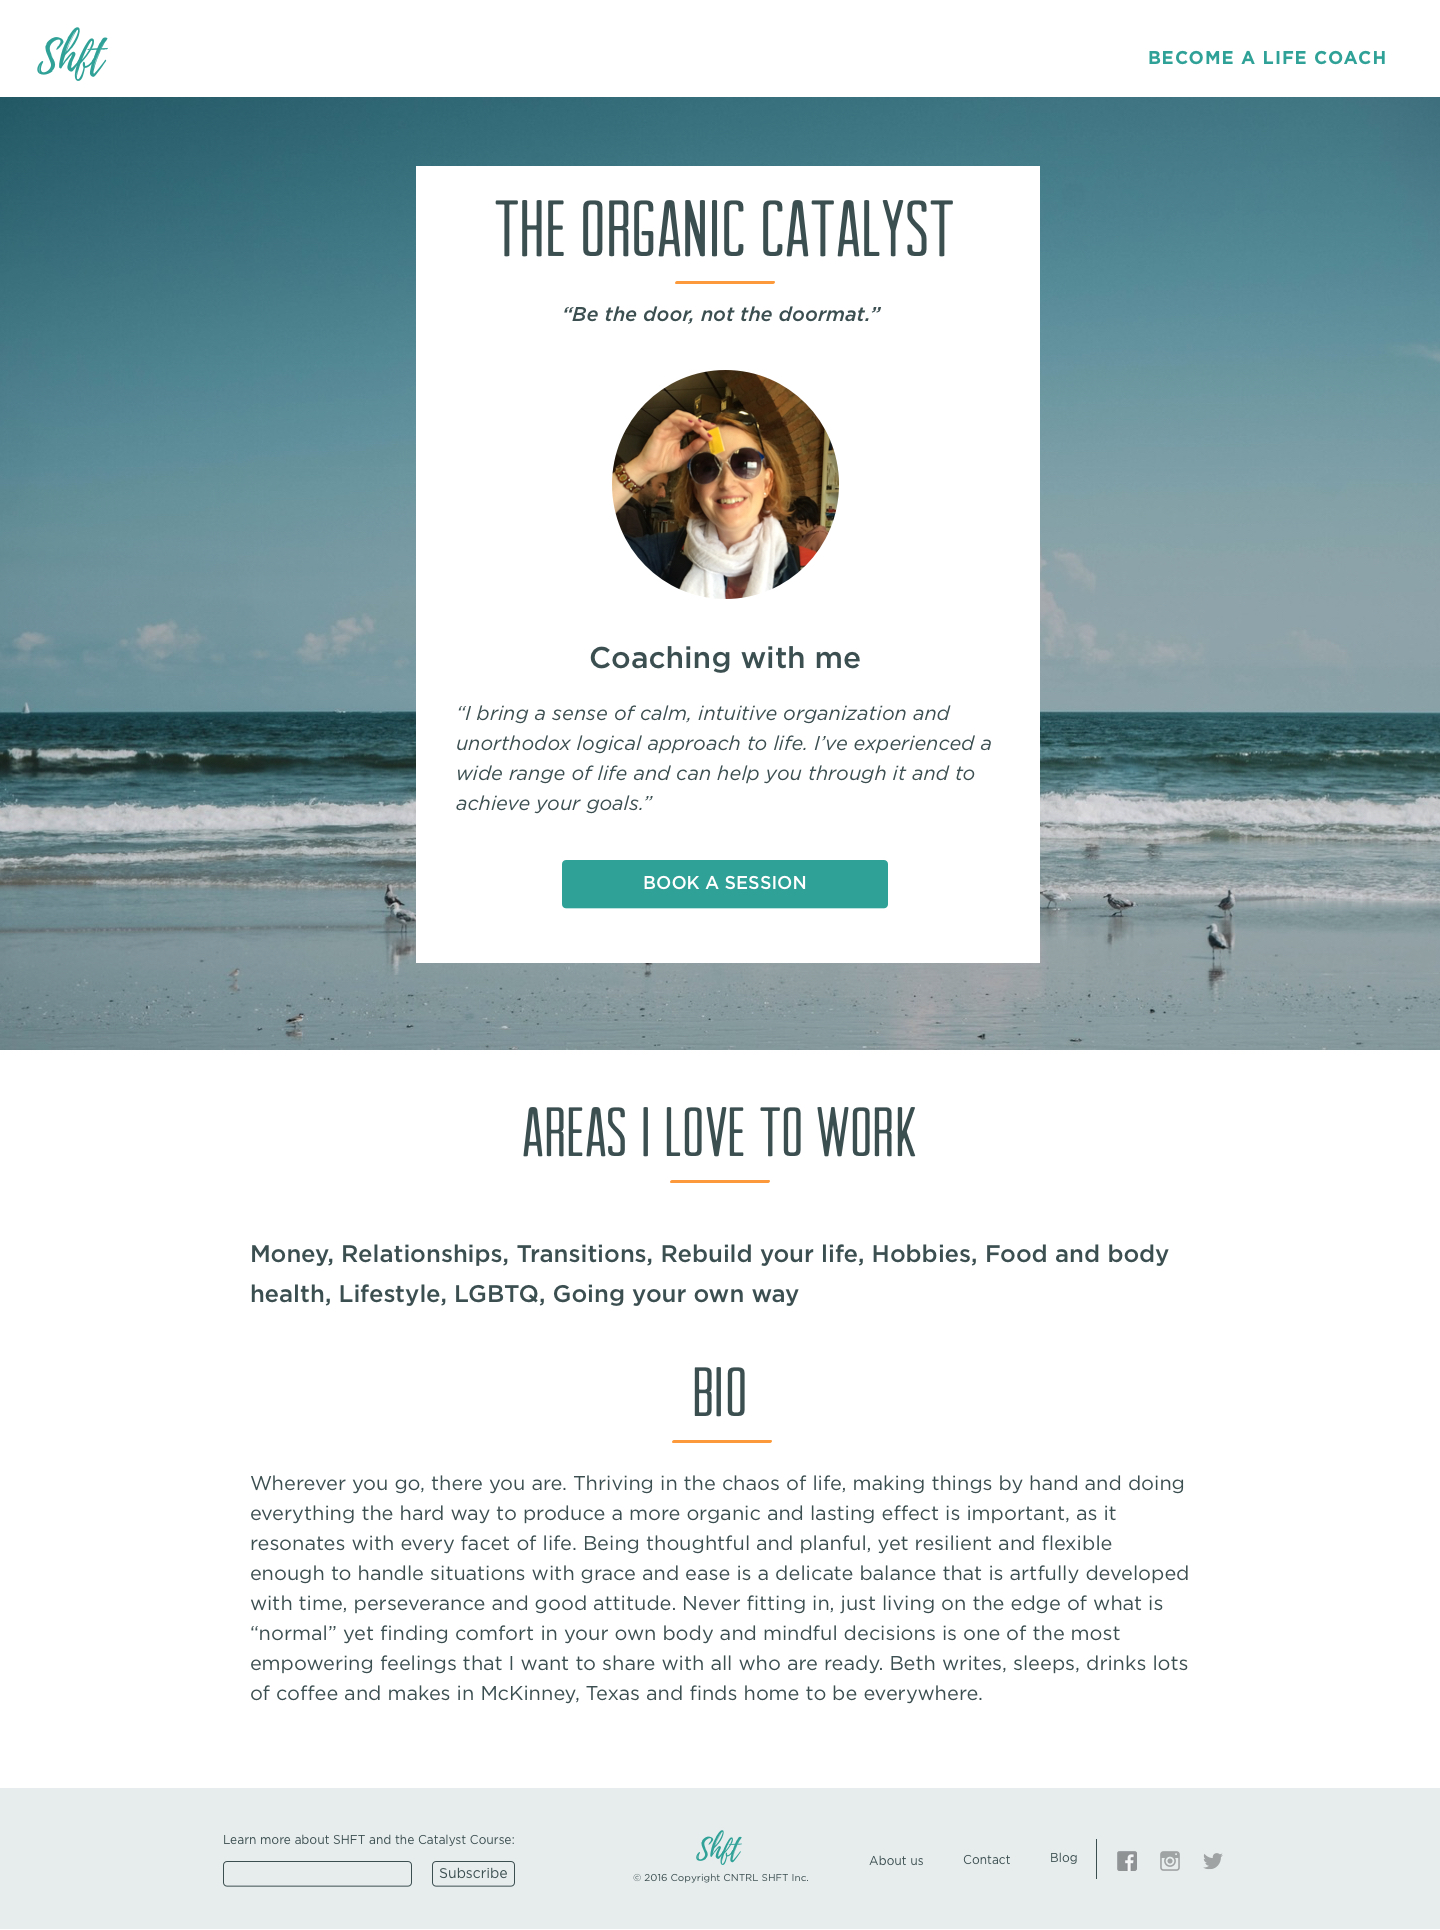 Shft
BECOME A LIFE COACH
THE ORGANIC CATALYST
“Be the door, not the doormat.”
Coaching with me
“I bring a sense of calm, intuitive organization and
unorthodox logical approach to life. I’ve experienced a
wide range of life and can help you through it and to
achieve your goals.”
BOOK A SESSION
AREAS I LOVE TO WORK
Money, Relationships, Transitions, Rebuild your life, Hobbies, Food and body
health, Lifestyle, LGBTQ, Going your own way
BIO
Wherever you go, there you are. Thriving in the chaos of life, making things by hand and doing
everything the hard way to produce a more organic and lasting effect is important, as it
resonates with every facet of life. Being thoughtful and planful, yet resilient and flexible
enough to handle situations with grace and ease is a delicate balance that is artfully developed
with time, perseverance and good attitude. Never fitting in, just living on the edge of what is
“normal” yet finding comfort in your own body and mindful decisions is one of the most
empowering feelings that I want to share with all who are ready. Beth writes, sleeps, drinks lots
of coffee and makes in McKinney, Texas and finds home to be everywhere.
Learn more about SHFT and the Catalyst Course:
Subscribe
Shft
© 2016 Copyright CNTRL SHFT Inc.
About us
Contact
Blog